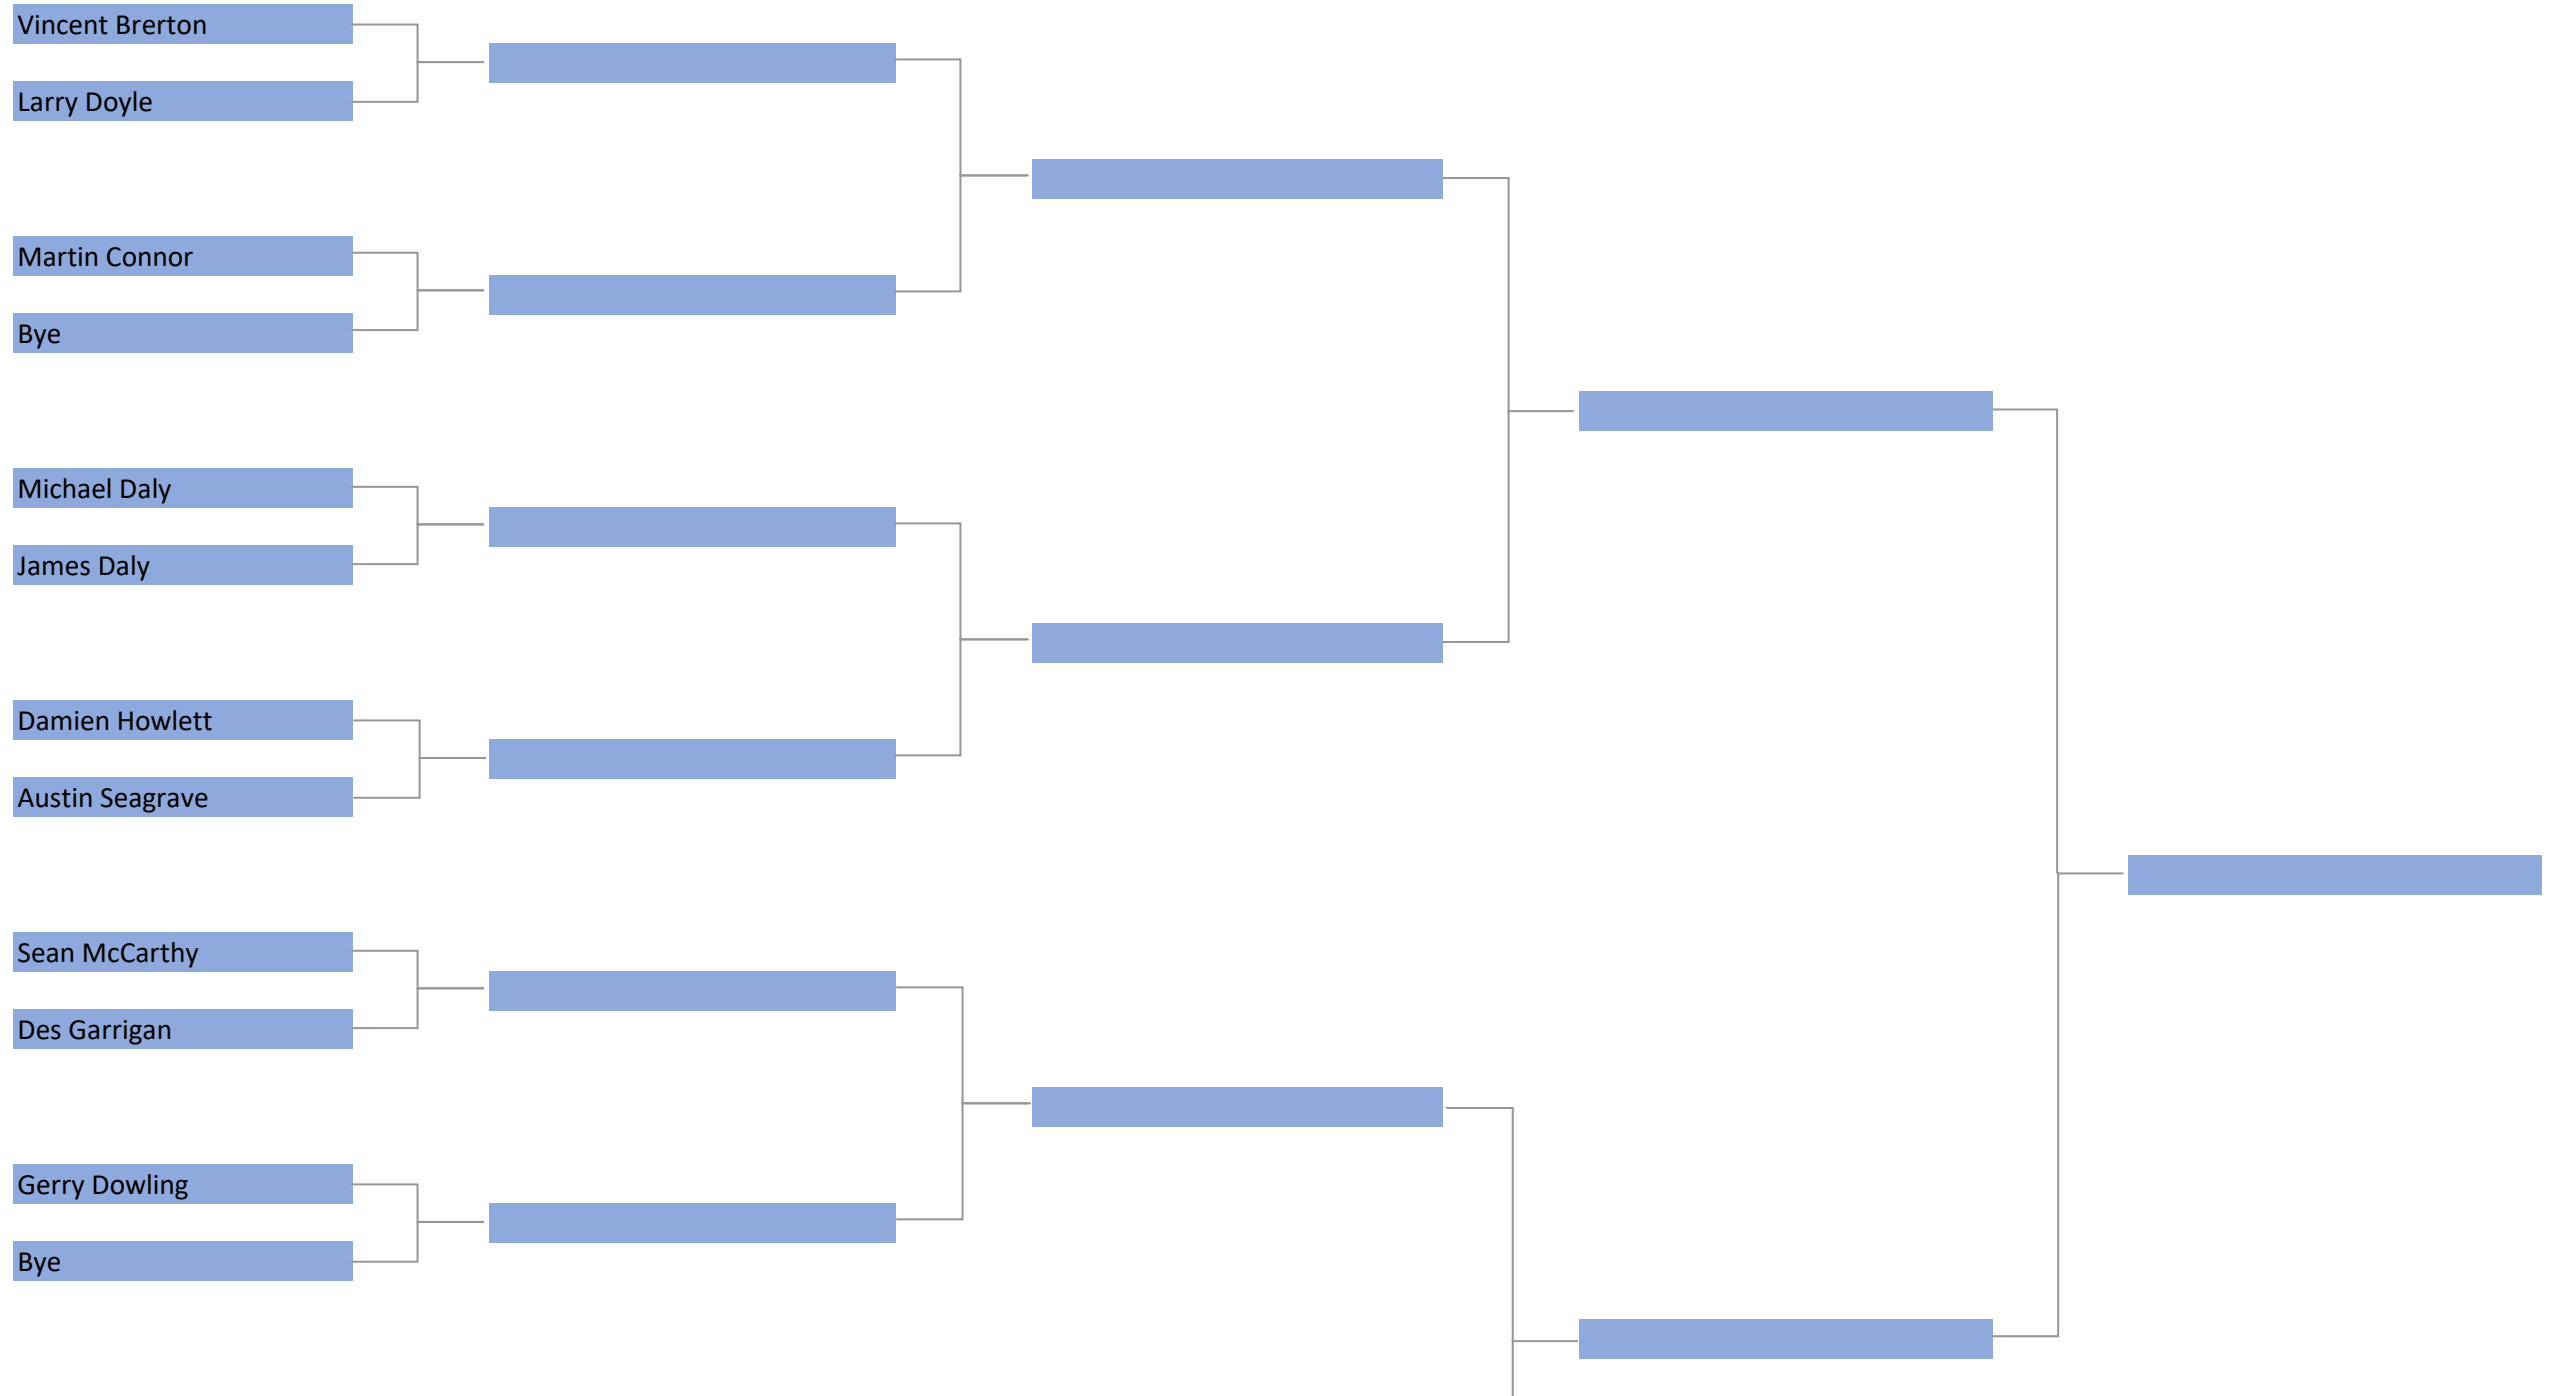 Vincent Brerton
Larry Doyle
Martin Connor
Bye
Michael Daly
James Daly
Damien Howlett
Austin Seagrave
Sean McCarthy
Des Garrigan
Gerry Dowling
Bye